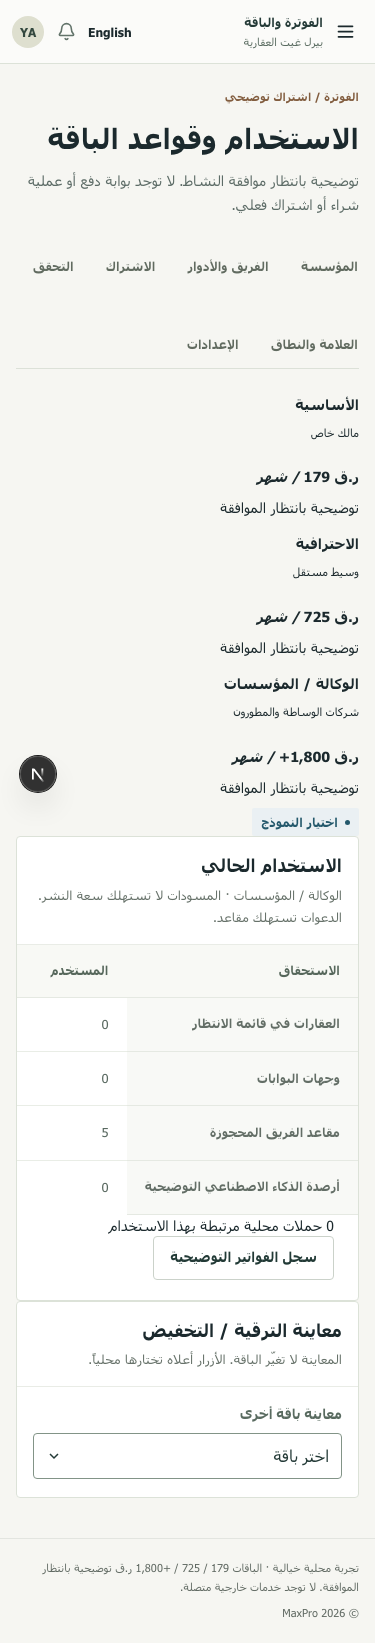 الفوترة والباقة
بيرل غيت العقارية
English
YA
الفوترة / اشتراك توضيحي
الاستخدام وقواعد الباقة
توضيحية بانتظار موافقة النشاط. لا توجد بوابة دفع أو عملية
شراء أو اشتراك فعلي.
المؤسسة
الفريق والأدوار
الاشتراك
التحقق
العلامة والنطاق
الإعدادات
الأساسية
مالك خاص
ر.ق 179 / شهر
توضيحية بانتظار الموافقة
الاحترافية
وسيط مستقل
ر.ق 725 / شهر
توضيحية بانتظار الموافقة
الوكالة / المؤسسات
شركات الوساطة والمطورون
ر.ق 1,800+ / شهر
توضيحية بانتظار الموافقة
N
• اختيار النموذج
الاستخدام الحالي
الوكالة / المؤسسات · المسودات لا تستهلك سعة النشر.
الدعوات تستهلك مقاعد.
الاستحقاق المستخدم
العقارات في قائمة الانتظار 0
وجهات البوابات 0
مقاعد الفريق المحجوزة 5
أرصدة الذكاء الاصطناعي التوضيحية 0
0 حملات محلية مرتبطة بهذا الاستخدام
سجل الفواتير التوضيحية
معاينة الترقية / التخفيض
المعاينة لا تغيّر الباقة. الأزرار أعلاه تختارها محلياً.
معاينة باقة أخرى
اختر باقة
تجربة محلية خيالية · الباقات 179 / 725 / 1,800+ ر.ق توضيحية بانتظار
الموافقة. لا توجد خدمات خارجية متصلة.
© 2026 MaxPro